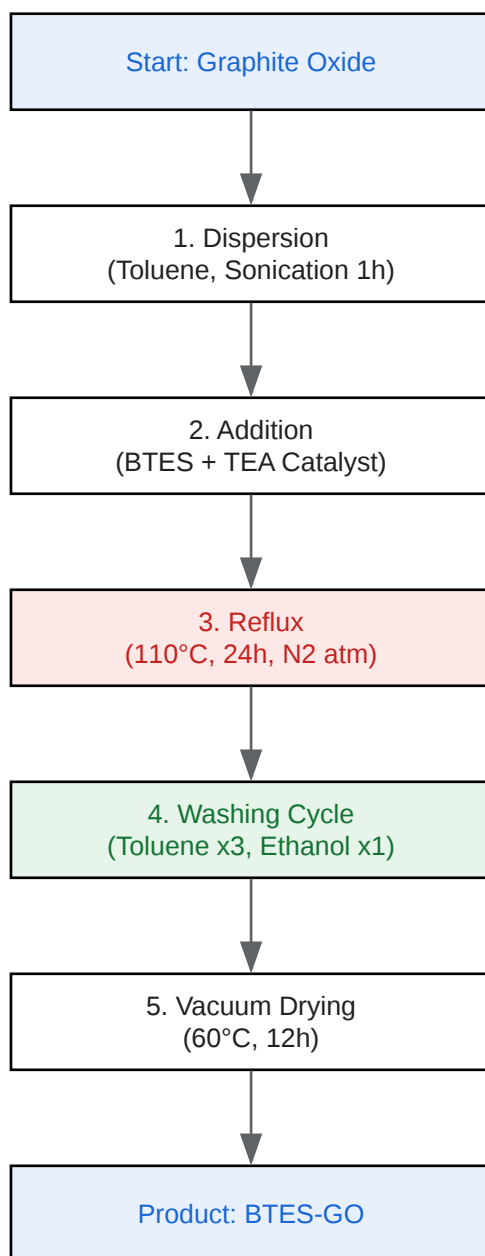 Start: Graphite Oxide
1. Dispersion
(Toluene, Sonication 1h)
2. Addition
(BTES + TEA Catalyst)
3. Reflux
(110°C, 24h, N2 atm)
4. Washing Cycle
(Toluene x3, Ethanol x1)
5. Vacuum Drying
(60°C, 12h)
Product: BTES-GO